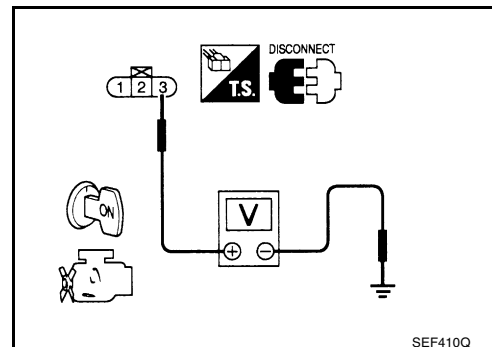 DISCONNECT
T.S.
1 2 3
ON
V
+ −
SEF410Q